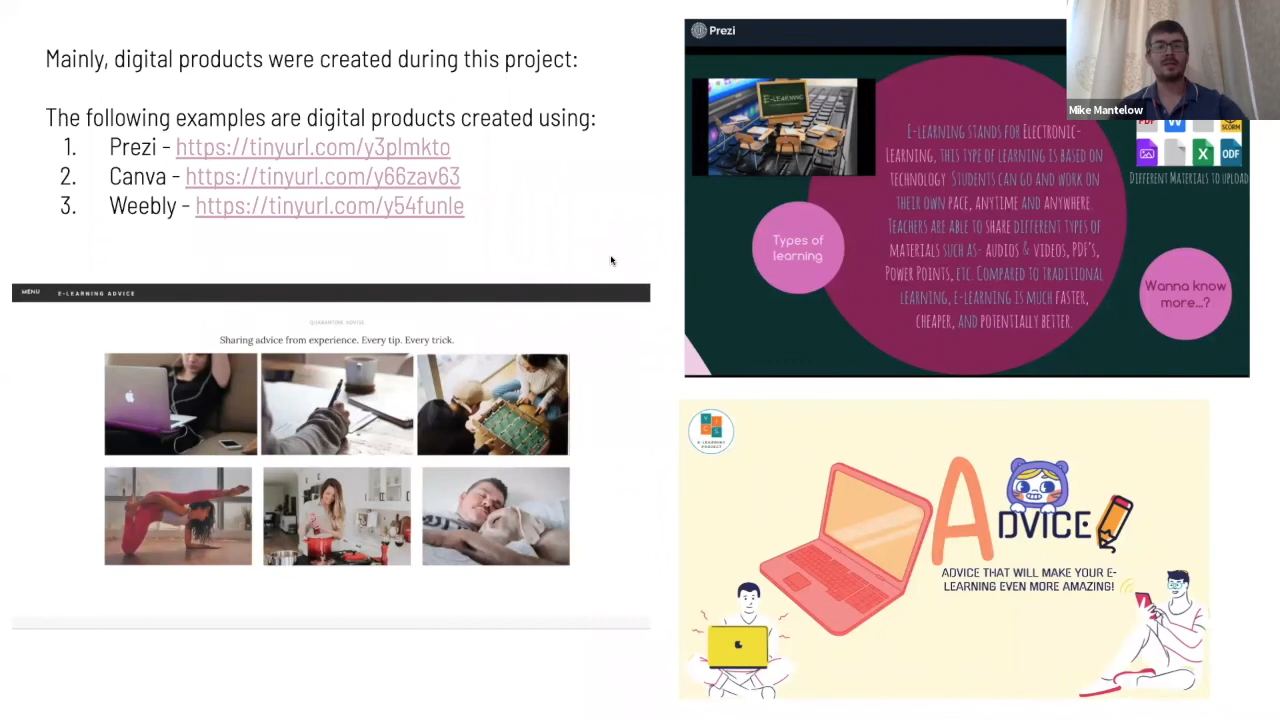 Mainly, digital products were created during this project:
The following examples are digital products created using:
1. Prezi - https://tinyurl.com/y3plmkto
2. Canva - https://tinyurl.com/y66zav63
3. Weebly - https://tinyurl.com/y54funle
MENU E-LEARNING ADVICE
QUARANTINE ADVISE
Sharing advice from experience. Every tip. Every trick.
Prezi
E-LEARNING
E-LEARNING STANDS FOR ELECTRONIC-
LEARNING, THIS TYPE OF LEARNING IS BASED ON
TECHNOLOGY. STUDENTS CAN GO AND WORK ON
THEIR OWN PACE, ANYTIME AND ANYWHERE.
TEACHERS ARE ABLE TO SHARE DIFFERENT TYPES OF
MATERIALS SUCH AS- AUDIOS & VIDEOS, PDF'S,
POWER POINTS, ETC. COMPARED TO TRADITIONAL
LEARNING, E-LEARNING IS MUCH FASTER,
CHEAPER, AND POTENTIALLY BETTER.
Types of
learning
Mike Mantelow
PDF W SCORM
X ODF
DIFFERENT MATERIALS TO UPLOAD
Wanna know
more...?
V I
C S
E-LEARNING
PROJECT
ADVICE
ADVICE THAT WILL MAKE YOUR E-
LEARNING EVEN MORE AMAZING!